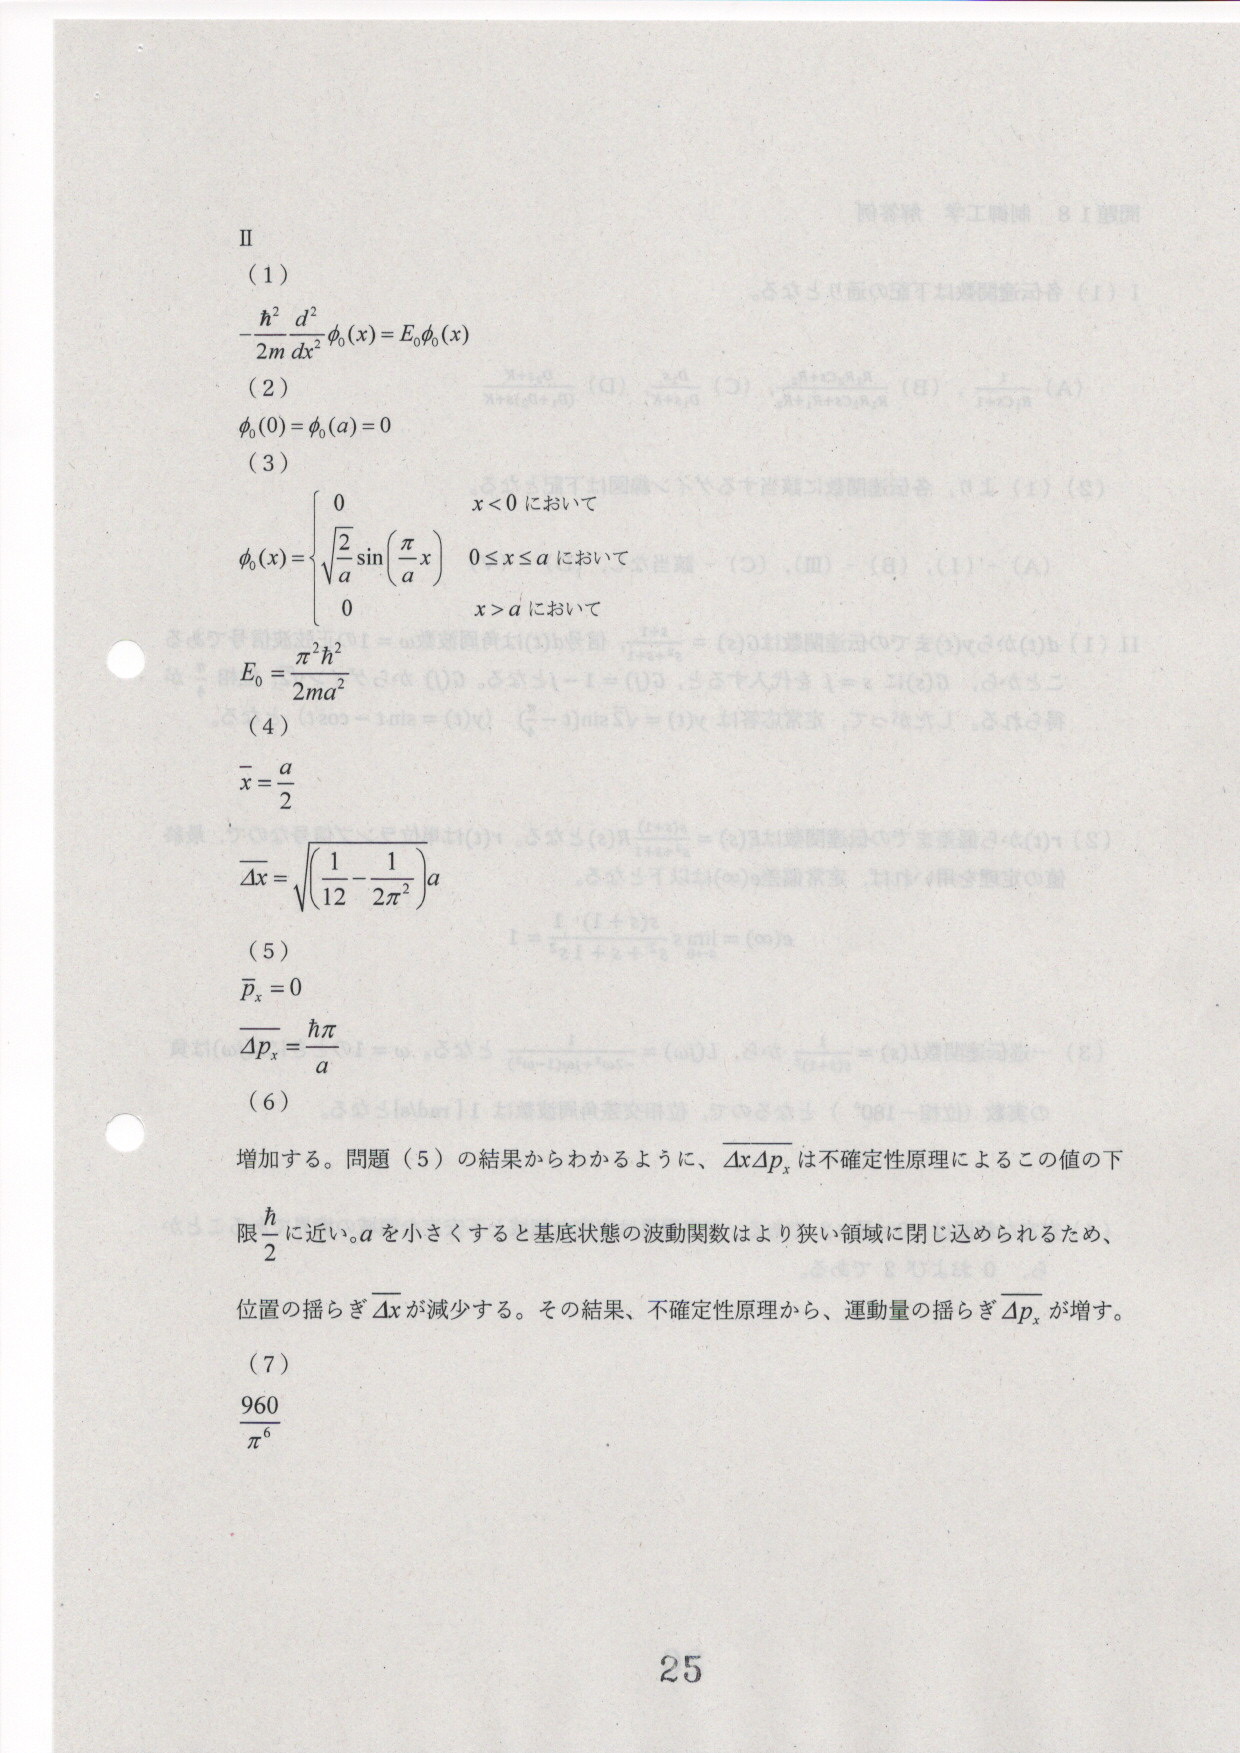 Ⅱ
（1）
$-\frac{\hbar^2}{2m}\frac{d^2}{dx^2}\phi_0(x)=E_0\phi_0(x)$
（2）
$\phi_0(0)=\phi_0(a)=0$
（3）
$\phi_0(x)=\begin{cases}0 & x<0 \text{ において}\\ \sqrt{\frac{2}{a}}\sin\left(\frac{\pi}{a}x\right) & 0\le x\le a \text{ において}\\ 0 & x>a \text{ において}\end{cases}$
$E_0=\frac{\pi^2\hbar^2}{2ma^2}$
（4）
$\overline{x}=\frac{a}{2}$
$\overline{\Delta x}=\sqrt{\left(\frac{1}{12}-\frac{1}{2\pi^2}\right)}a$
（5）
$\overline{p}_x=0$
$\overline{\Delta p_x}=\frac{\hbar\pi}{a}$
（6）
増加する。問題（5）の結果からわかるように、$\overline{\Delta x\Delta p_x}$ は不確定性原理によるこの値の下
限$\frac{\hbar}{2}$に近い。$a$ を小さくすると基底状態の波動関数はより狭い領域に閉じ込められるため、
位置の揺らぎ$\overline{\Delta x}$が減少する。その結果、不確定性原理から、運動量の揺らぎ$\overline{\Delta p_x}$ が増す。
（7）
$\frac{960}{\pi^6}$
25